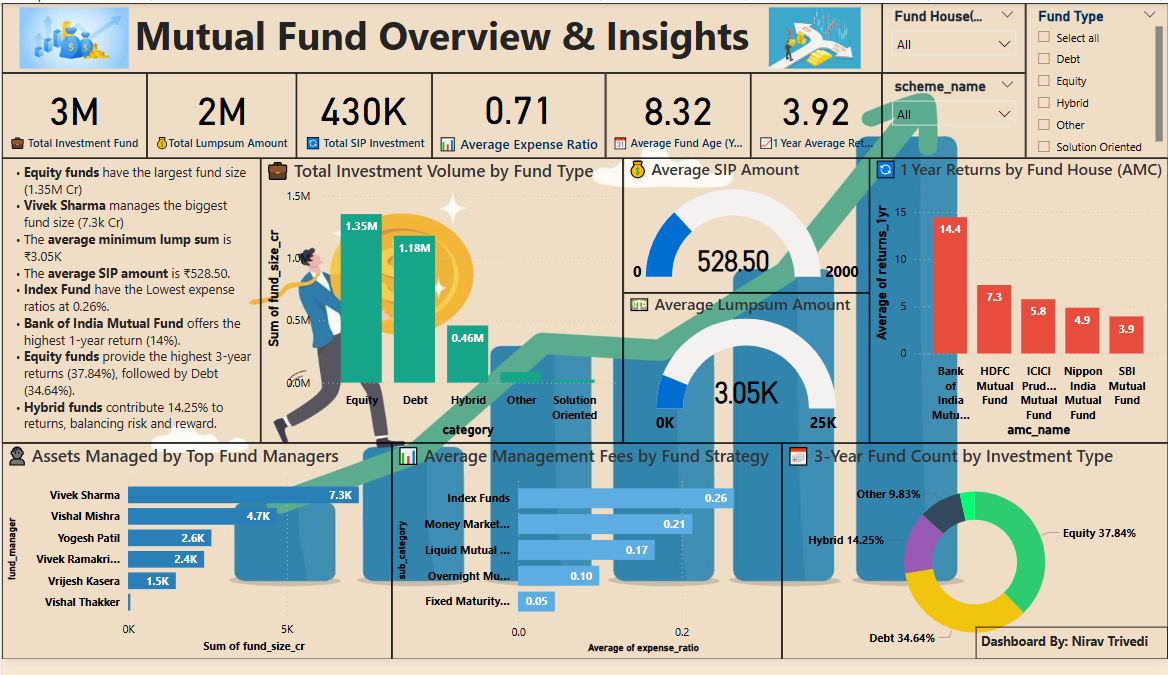 Mutual Fund Overview & Insights
Fund House(...
All
scheme_name
All
Fund Type
Select all
Debt
Equity
Hybrid
Other
Solution Oriented
3M
Total Investment Fund
2M
Total Lumpsum Amount
430K
Total SIP Investment
0.71
Average Expense Ratio
8.32
Average Fund Age (Y...
3.92
1 Year Average Ret...
• Equity funds have the largest fund size
(1.35M Cr)
• Vivek Sharma manages the biggest
fund size (7.3k Cr)
• The average minimum lump sum is
₹3.05K
• The average SIP amount is ₹528.50.
• Index Fund have the Lowest expense
ratios at 0.26%.
• Bank of India Mutual Fund offers the
highest 1-year return (14%).
• Equity funds provide the highest 3-year
returns (37.84%), followed by Debt
(34.64%).
• Hybrid funds contribute 14.25% to
returns, balancing risk and reward.
Total Investment Volume by Fund Type
Sum of fund_size_cr
1.5M
1.0M
0.5M
0.0M
1.35M
1.18M
0.46M
Equity
Debt
Hybrid
Other
Solution
Oriented
category
Average SIP Amount
528.50
0
2000
Average Lumpsum Amount
3.05K
0K
25K
1 Year Returns by Fund House (AMC)
Average of returns_1yr
15
10
5
0
14.4
7.3
5.8
4.9
3.9
Bank
of
India
Mutu...
HDFC
Mutual
Fund
ICICI
Prud...
Mutual
Fund
Nippon
India
Mutual
Fund
SBI
Mutual
Fund
amc_name
Assets Managed by Top Fund Managers
fund_manager
Vivek Sharma 7.3K
Vishal Mishra 4.7K
Yogesh Patil 2.6K
Vivek Ramakri... 2.4K
Vrijesh Kasera 1.5K
Vishal Thakker
0K 5K
Sum of fund_size_cr
Average Management Fees by Fund Strategy
sub_category
Index Funds 0.26
Money Market... 0.21
Liquid Mutual ... 0.17
Overnight Mu... 0.10
Fixed Maturity... 0.05
0.0 0.2
Average of expense_ratio
3-Year Fund Count by Investment Type
Other 9.83%
Hybrid 14.25%
Equity 37.84%
Debt 34.64%
Dashboard By: Nirav Trivedi